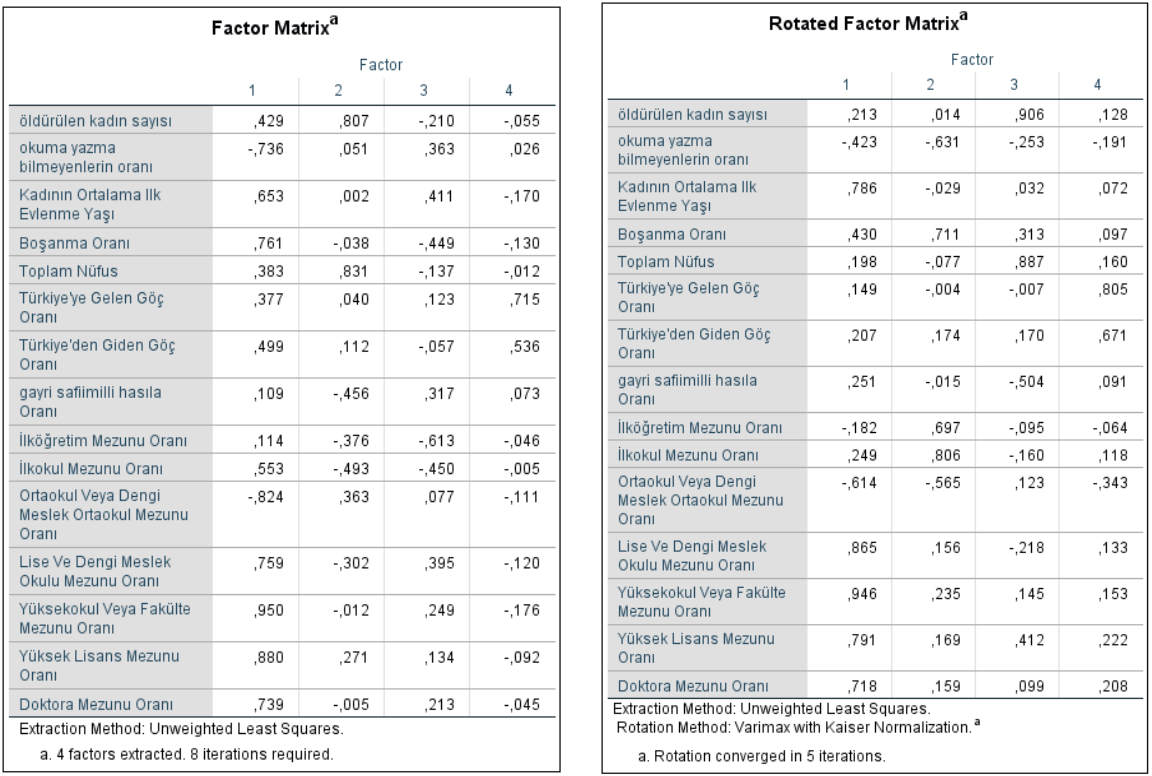 Factor Matrixa
Factor
1 2 3 4
öldürülen kadın sayısı ,429 ,807 -,210 -,055
okuma yazma -,736 ,051 ,363 ,026
bilmeyenlerin oranı
Kadının Ortalama Ilk ,653 ,002 ,411 -,170
Evlenme Yaşı
Boşanma Oranı ,761 -,038 -,449 -,130
Toplam Nüfus ,383 ,831 -,137 -,012
Türkiye'ye Gelen Göç ,377 ,040 ,123 ,715
Oranı
Türkiye'den Giden Göç ,499 ,112 -,057 ,536
Oranı
gayri safiimilli hasıla ,109 -,456 ,317 ,073
Oranı
İlköğretim Mezunu Oranı ,114 -,376 -,613 -,046
İlkokul Mezunu Oranı ,553 -,493 -,450 -,005
Ortaokul Veya Dengi -,824 ,363 ,077 -,111
Meslek Ortaokul Mezunu
Oranı
Lise Ve Dengi Meslek ,759 -,302 ,395 -,120
Okulu Mezunu Oranı
Yüksekokul Veya Fakülte ,950 -,012 ,249 -,176
Mezunu Oranı
Yüksek Lisans Mezunu ,880 ,271 ,134 -,092
Oranı
Doktora Mezunu Oranı ,739 -,005 ,213 -,045
Extraction Method: Unweighted Least Squares.
a. 4 factors extracted. 8 iterations required.
Rotated Factor Matrixa
Factor
1 2 3 4
öldürülen kadın sayısı ,213 ,014 ,906 ,128
okuma yazma -,423 -,631 -,253 -,191
bilmeyenlerin oranı
Kadının Ortalama Ilk ,786 -,029 ,032 ,072
Evlenme Yaşı
Boşanma Oranı ,430 ,711 ,313 ,097
Toplam Nüfus ,198 -,077 ,887 ,160
Türkiye'ye Gelen Göç ,149 -,004 -,007 ,805
Oranı
Türkiye'den Giden Göç ,207 ,174 ,170 ,671
Oranı
gayri safiimilli hasıla ,251 -,015 -,504 ,091
Oranı
İlköğretim Mezunu Oranı -,182 ,697 -,095 -,064
İlkokul Mezunu Oranı ,249 ,806 -,160 ,118
Ortaokul Veya Dengi -,614 -,565 ,123 -,343
Meslek Ortaokul Mezunu
Oranı
Lise Ve Dengi Meslek ,865 ,156 -,218 ,133
Okulu Mezunu Oranı
Yüksekokul Veya Fakülte ,946 ,235 ,145 ,153
Mezunu Oranı
Yüksek Lisans Mezunu ,791 ,169 ,412 ,222
Oranı
Doktora Mezunu Oranı ,718 ,159 ,099 ,208
Extraction Method: Unweighted Least Squares.
Rotation Method: Varimax with Kaiser Normalization.a
a. Rotation converged in 5 iterations.